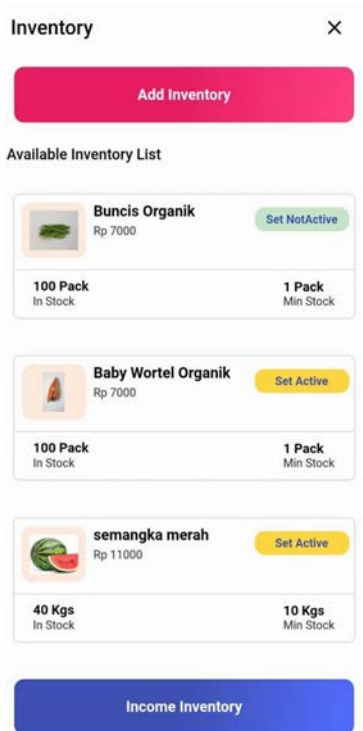 Inventory
Add Inventory
Available Inventory List
Buncis Organik
Rp 7000
Set NotActive
100 Pack
In Stock
1 Pack
Min Stock
Baby Wortel Organik
Rp 7000
Set Active
100 Pack
In Stock
1 Pack
Min Stock
semangka merah
Rp 11000
Set Active
40 Kgs
In Stock
10 Kgs
Min Stock
Income Inventory